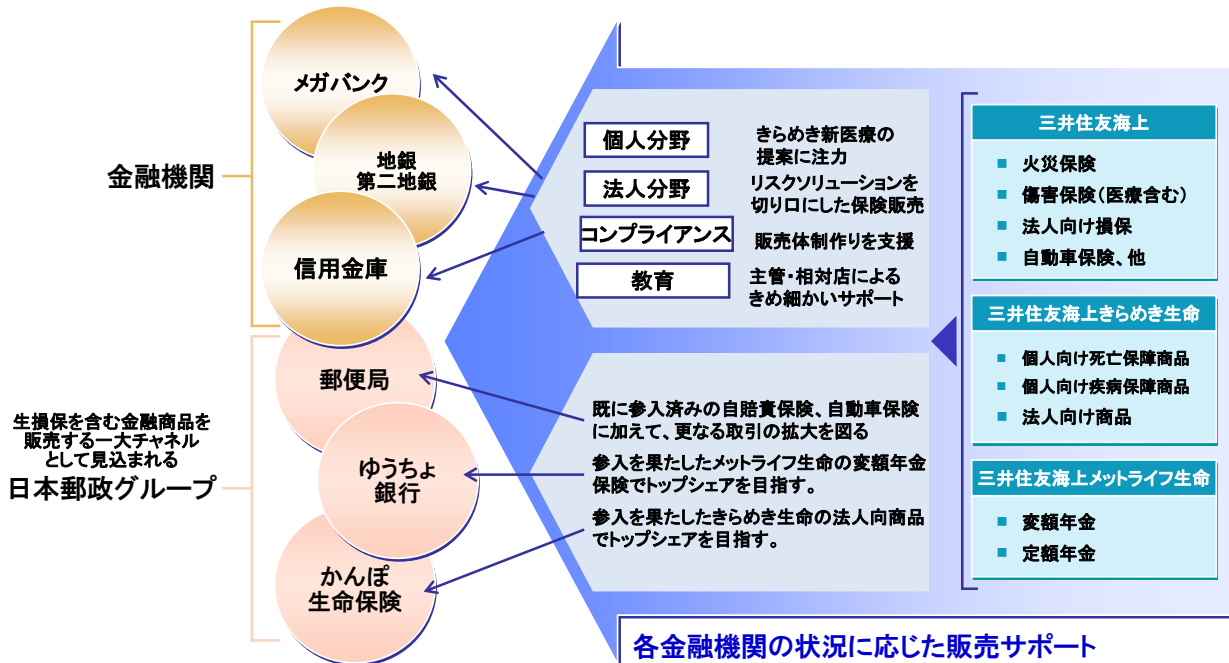 金融機関
メガバンク
地銀
第二地銀
信用金庫
生損保を含む金融商品を
販売する一大チャネル
として見込まれる
日本郵政グループ
郵便局
ゆうちょ
銀行
かんぽ
生命保険
個人分野
きらめき新医療の
提案に注力
法人分野
リスクソリューションを
切り口にした保険販売
コンプライアンス
販売体制作りを支援
教育
主管・相対店による
きめ細かいサポート
既に参入済みの自賠責保険、自動車保険
に加えて、更なる取引の拡大を図る
参入を果たしたメットライフ生命の変額年金
保険でトップシェアを目指す。
参入を果たしたきらめき生命の法人向商品
でトップシェアを目指す。
三井住友海上
火災保険
傷害保険（医療含む）
法人向け損保
自動車保険、他
三井住友海上きらめき生命
個人向け死亡保障商品
個人向け疾病保障商品
法人向け商品
三井住友海上メットライフ生命
変額年金
定額年金
各金融機関の状況に応じた販売サポート